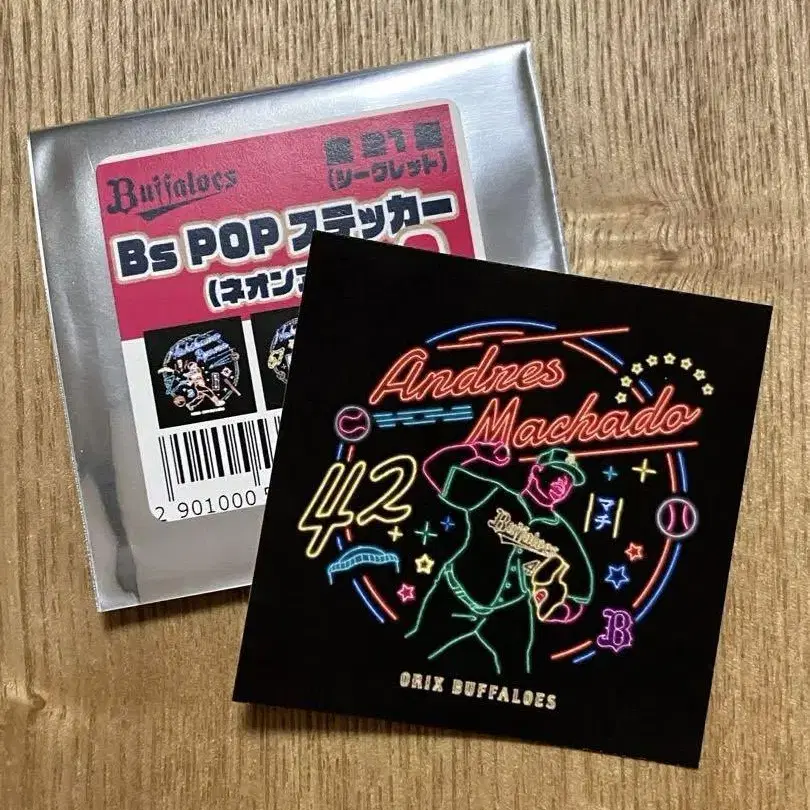 Buffaloes
全21種
(シークレット)
Bs POP ステッカー
(ネオン
2 901000
Andres
Machado
42
マチ
Buffaloes
B
ORIX BUFFALOES